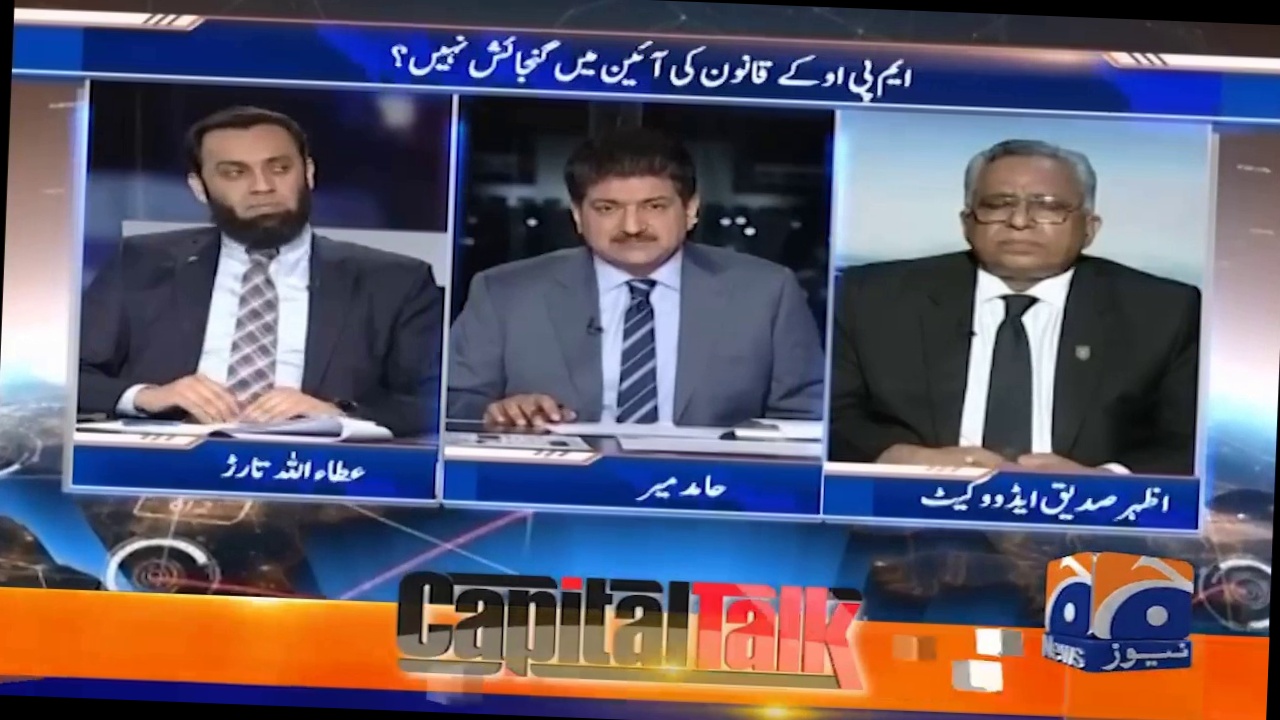 ایم پی او کے قانون کی آئین میں گنجائش نہیں؟
عطاء اللہ تارڑ
حامد میر
اظہر صدیق ایڈووکیٹ
Capital Talk
جیو
News نیوز